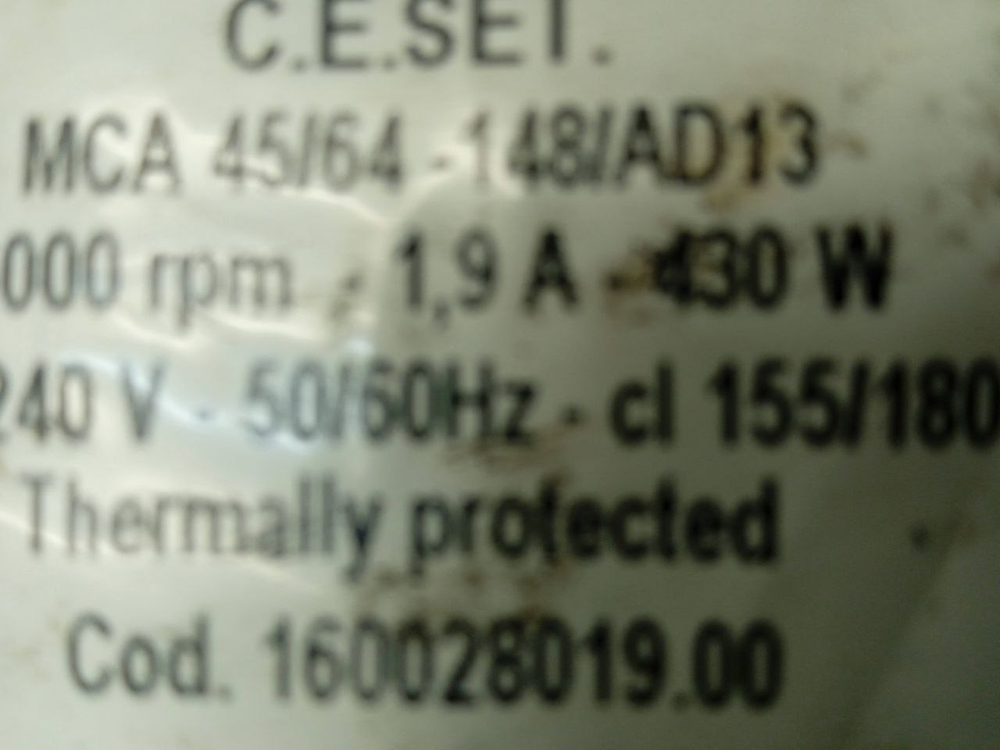 C.E.SET.
MCA 45/64 -148/AD13
000 rpm - 1,9 A - 430 W
240 V - 50/60Hz - cl 155/180
Thermally protected
Cod. 160028019.00